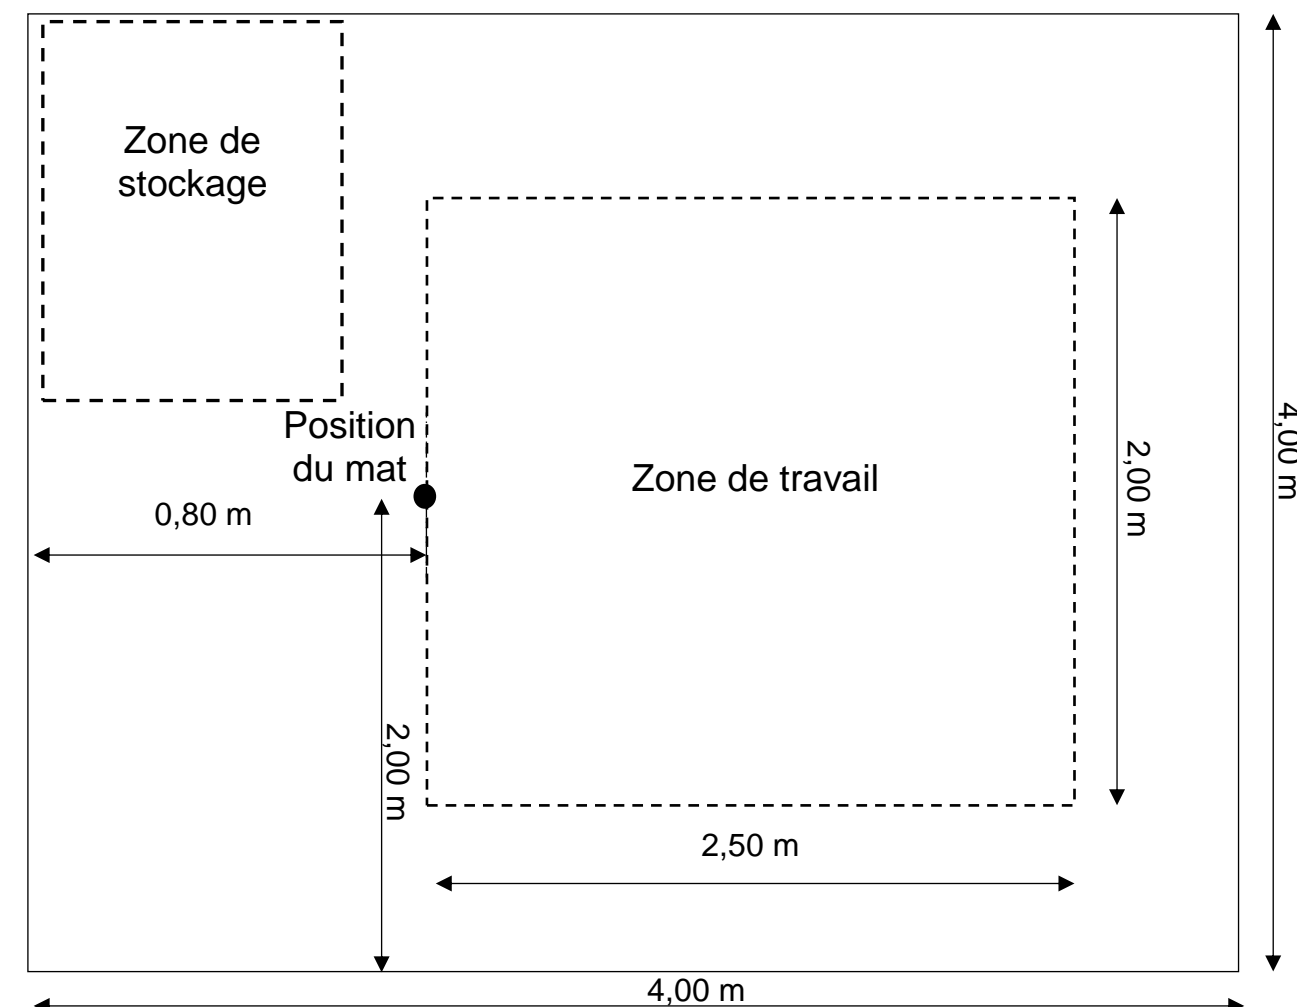 Zone de
stockage
Position
du mat
0,80 m
Zone de travail
2,00 m
4,00 m
2,00 m
2,50 m
4,00 m